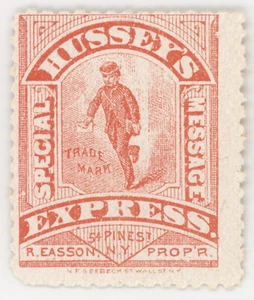 HUSSEY'S
SPECIAL
MESSAGE
TRADE
MARK
EXPRESS.
54 PINE ST.
R. EASSON, N.Y. PROP'R.